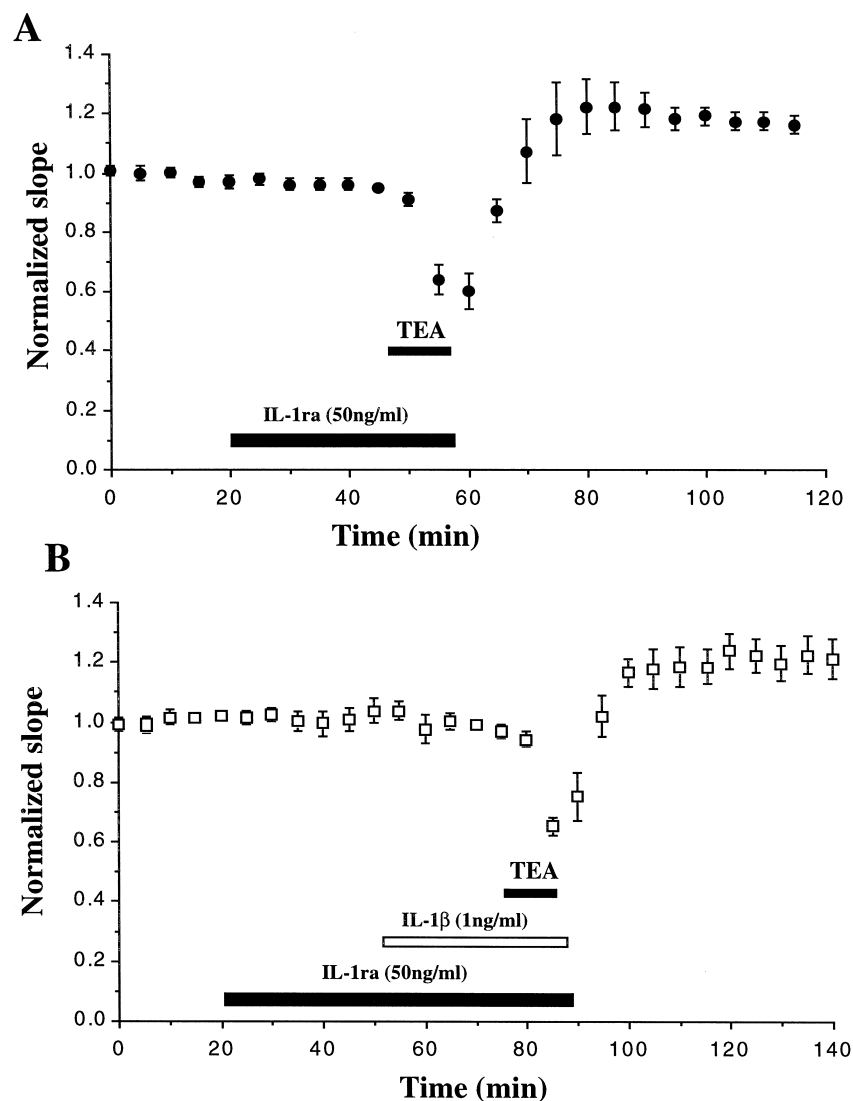 A
1.4
1.2
1.0
0.8
0.6
0.4
0.2
0.0
Normalized slope
TEA
IL-1ra (50ng/ml)
0 20 40 60 80 100 120
Time (min)
B
1.4
1.2
1.0
0.8
0.6
0.4
0.2
0.0
Normalized slope
TEA
IL-1β (1ng/ml)
IL-1ra (50ng/ml)
0 20 40 60 80 100 120 140
Time (min)